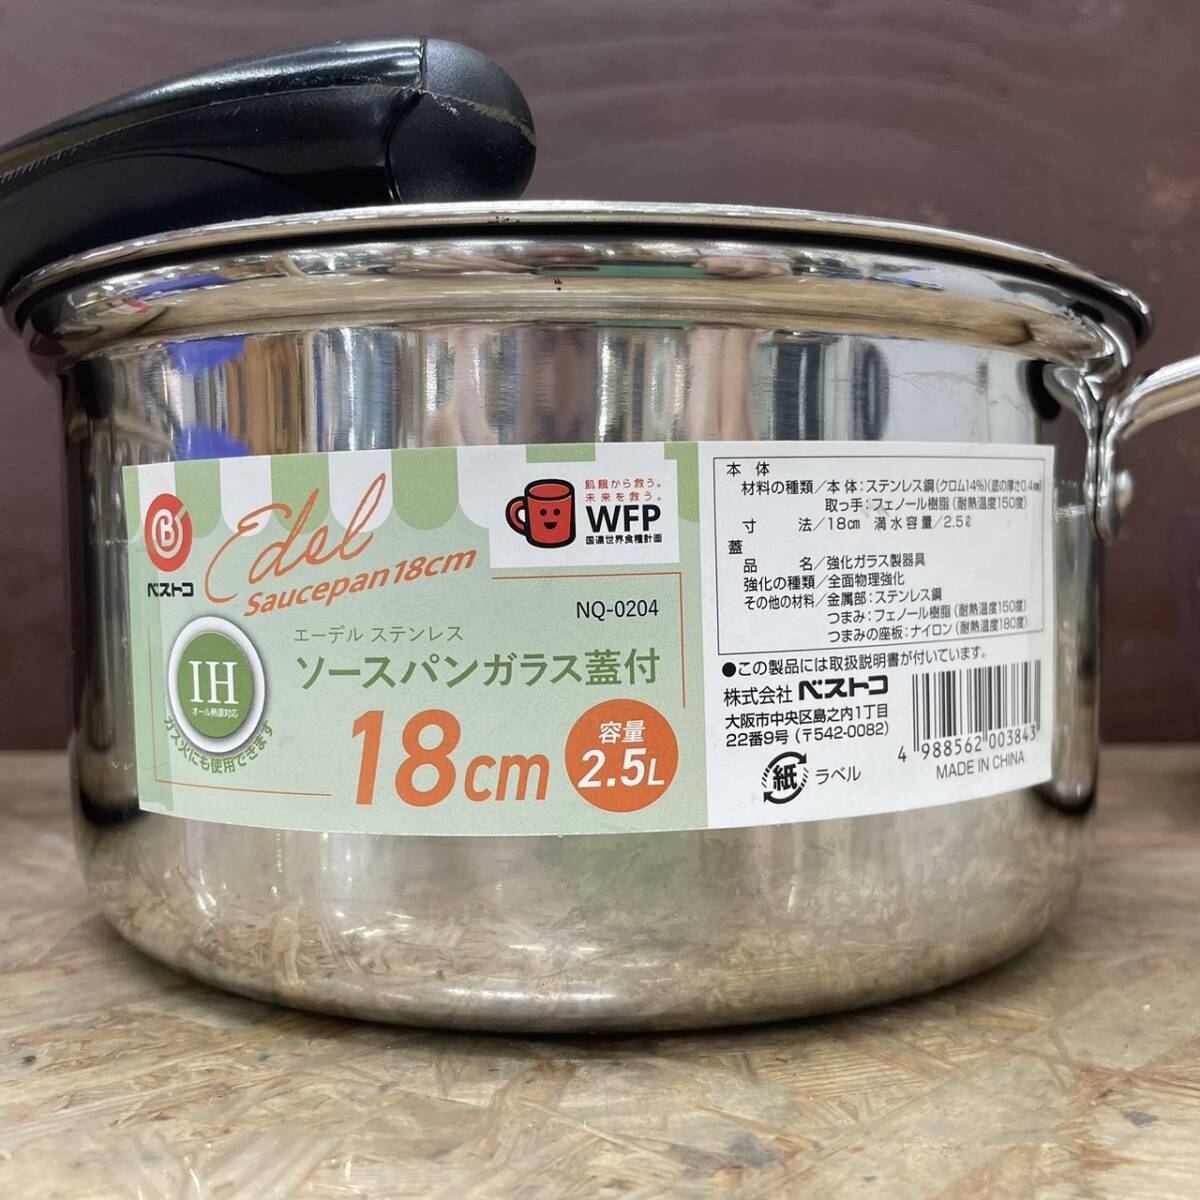 B
ベストコ
Edel
Saucepan18cm
飢餓から救う。
未来を救う。
WFP
国連世界食糧計画
NQ-0204
エーデル ステンレス
ソースパンガラス蓋付
IH
オール熱源対応
ガス火にも使用できます
18cm
容量
2.5L
本体
材料の種類/本体:ステンレス鋼(クロム14%)(底の厚さ0.4㎜)
取っ手:フェノール樹脂(耐熱温度150度)
寸法/18㎝ 満水容量/2.5ℓ
蓋
品名/強化ガラス製器具
強化の種類/全面物理強化
その他の材料/金属部:ステンレス鋼
つまみ:フェノール樹脂(耐熱温度150度)
つまみの座板:ナイロン(耐熱温度180度)
●この製品には取扱説明書が付いています。
株式会社 ベストコ
大阪市中央区島之内1丁目
22番9号(〒542-0082)
紙 ラベル
4 988562 003843
MADE IN CHINA